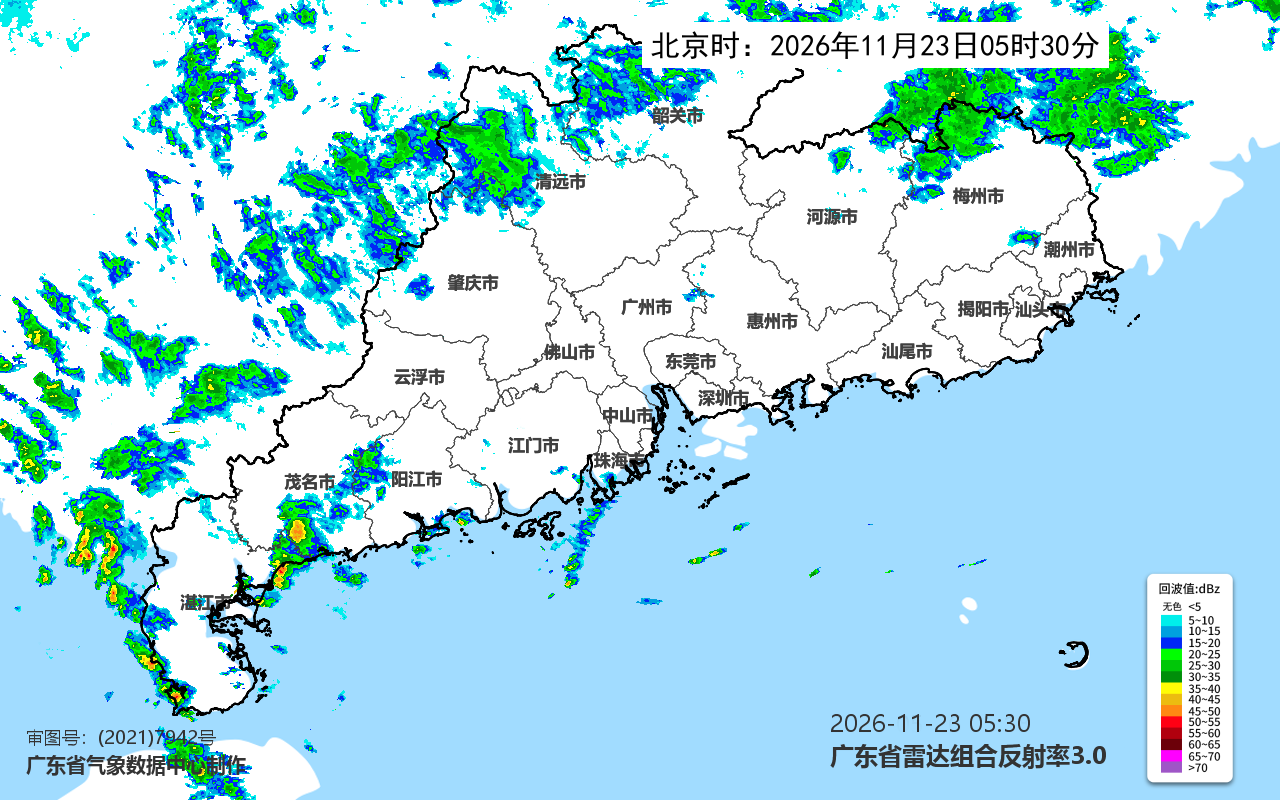 北京时：2026年11月23日05时30分
韶关市
清远市
梅州市
河源市
潮州市
肇庆市
广州市
揭阳市
汕头市
惠州市
佛山市
汕尾市
东莞市
云浮市
深圳市
中山市
江门市
珠海市
茂名市
阳江市
湛江市
回波值:dBz
无色 <5
5~10
10~15
15~20
20~25
25~30
30~35
35~40
40~45
45~50
50~55
55~60
60~65
65~70
>70
2026-11-23 05:30
广东省雷达组合反射率3.0
审图号：(2021)7942号
广东省气象数据中心制作